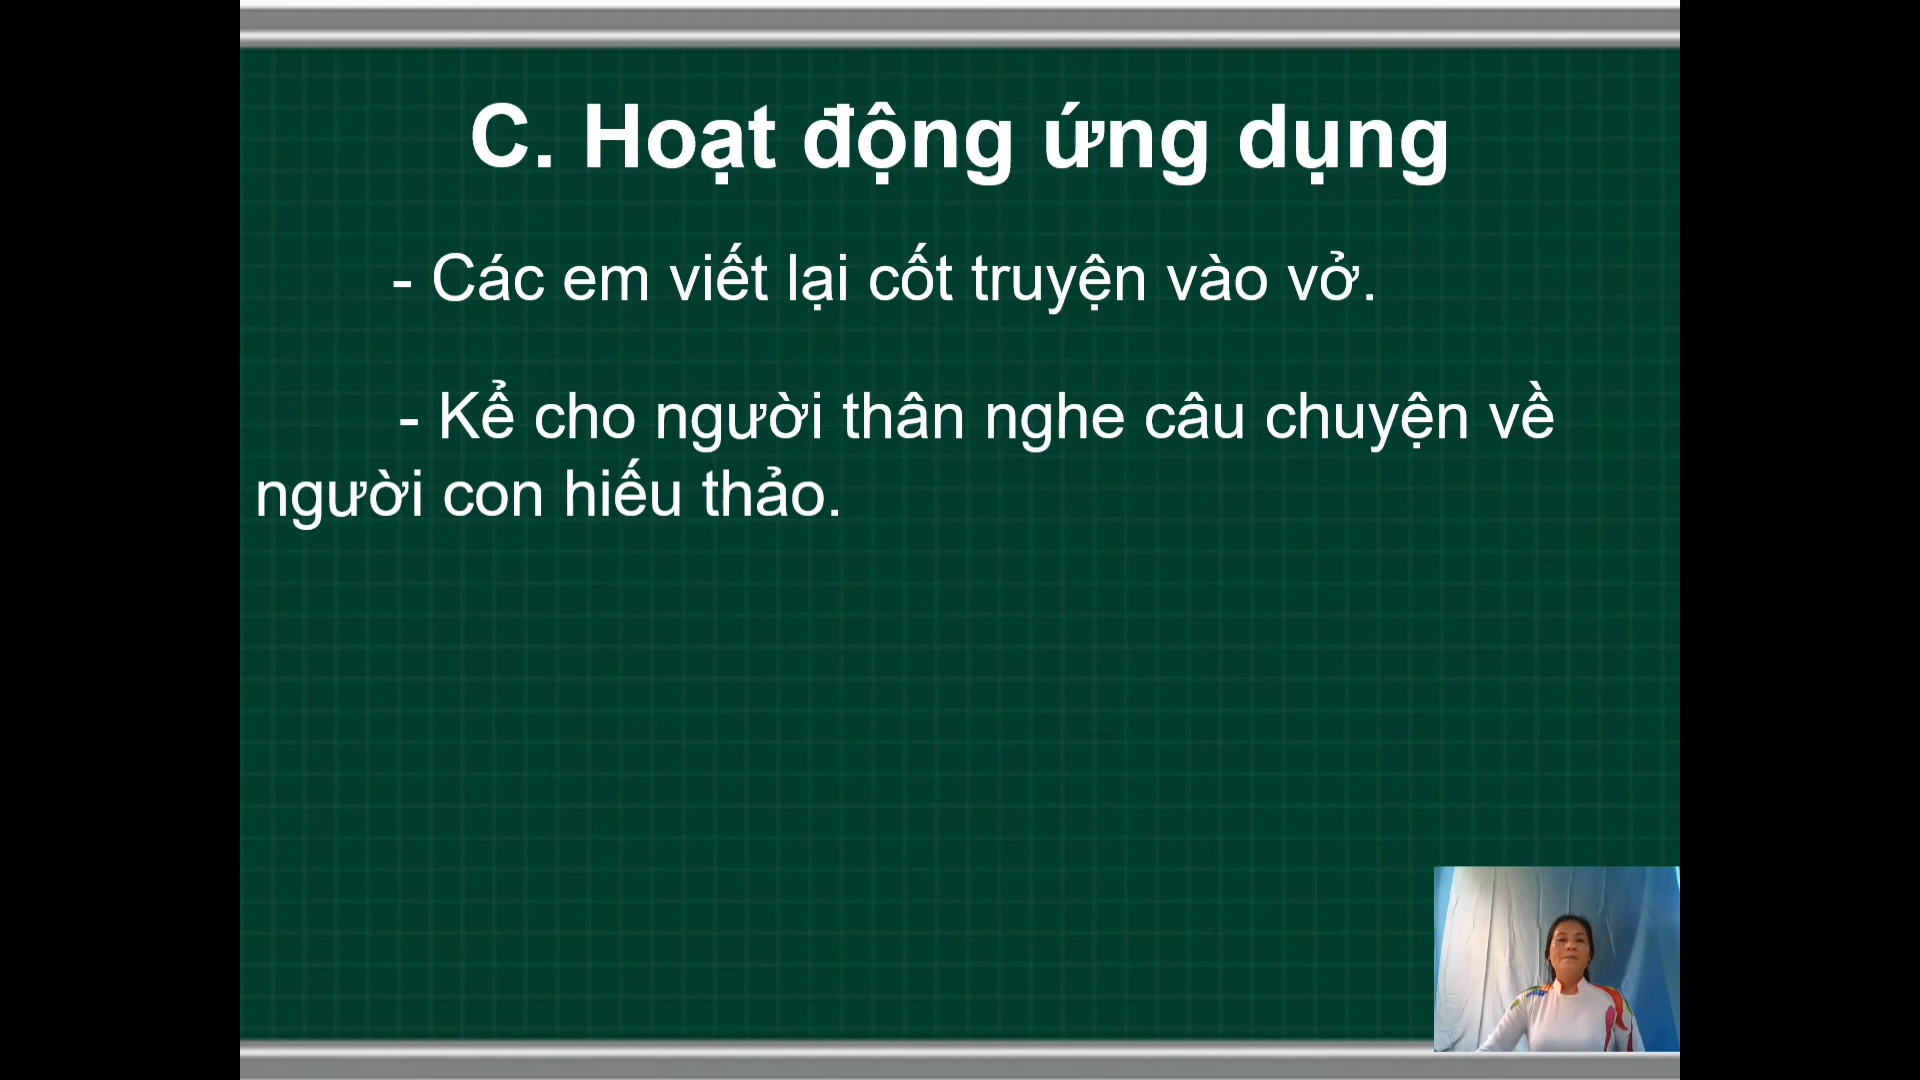 C. Hoạt động ứng dụng
- Các em viết lại cốt truyện vào vở.
- Kể cho người thân nghe câu chuyện về
người con hiếu thảo.